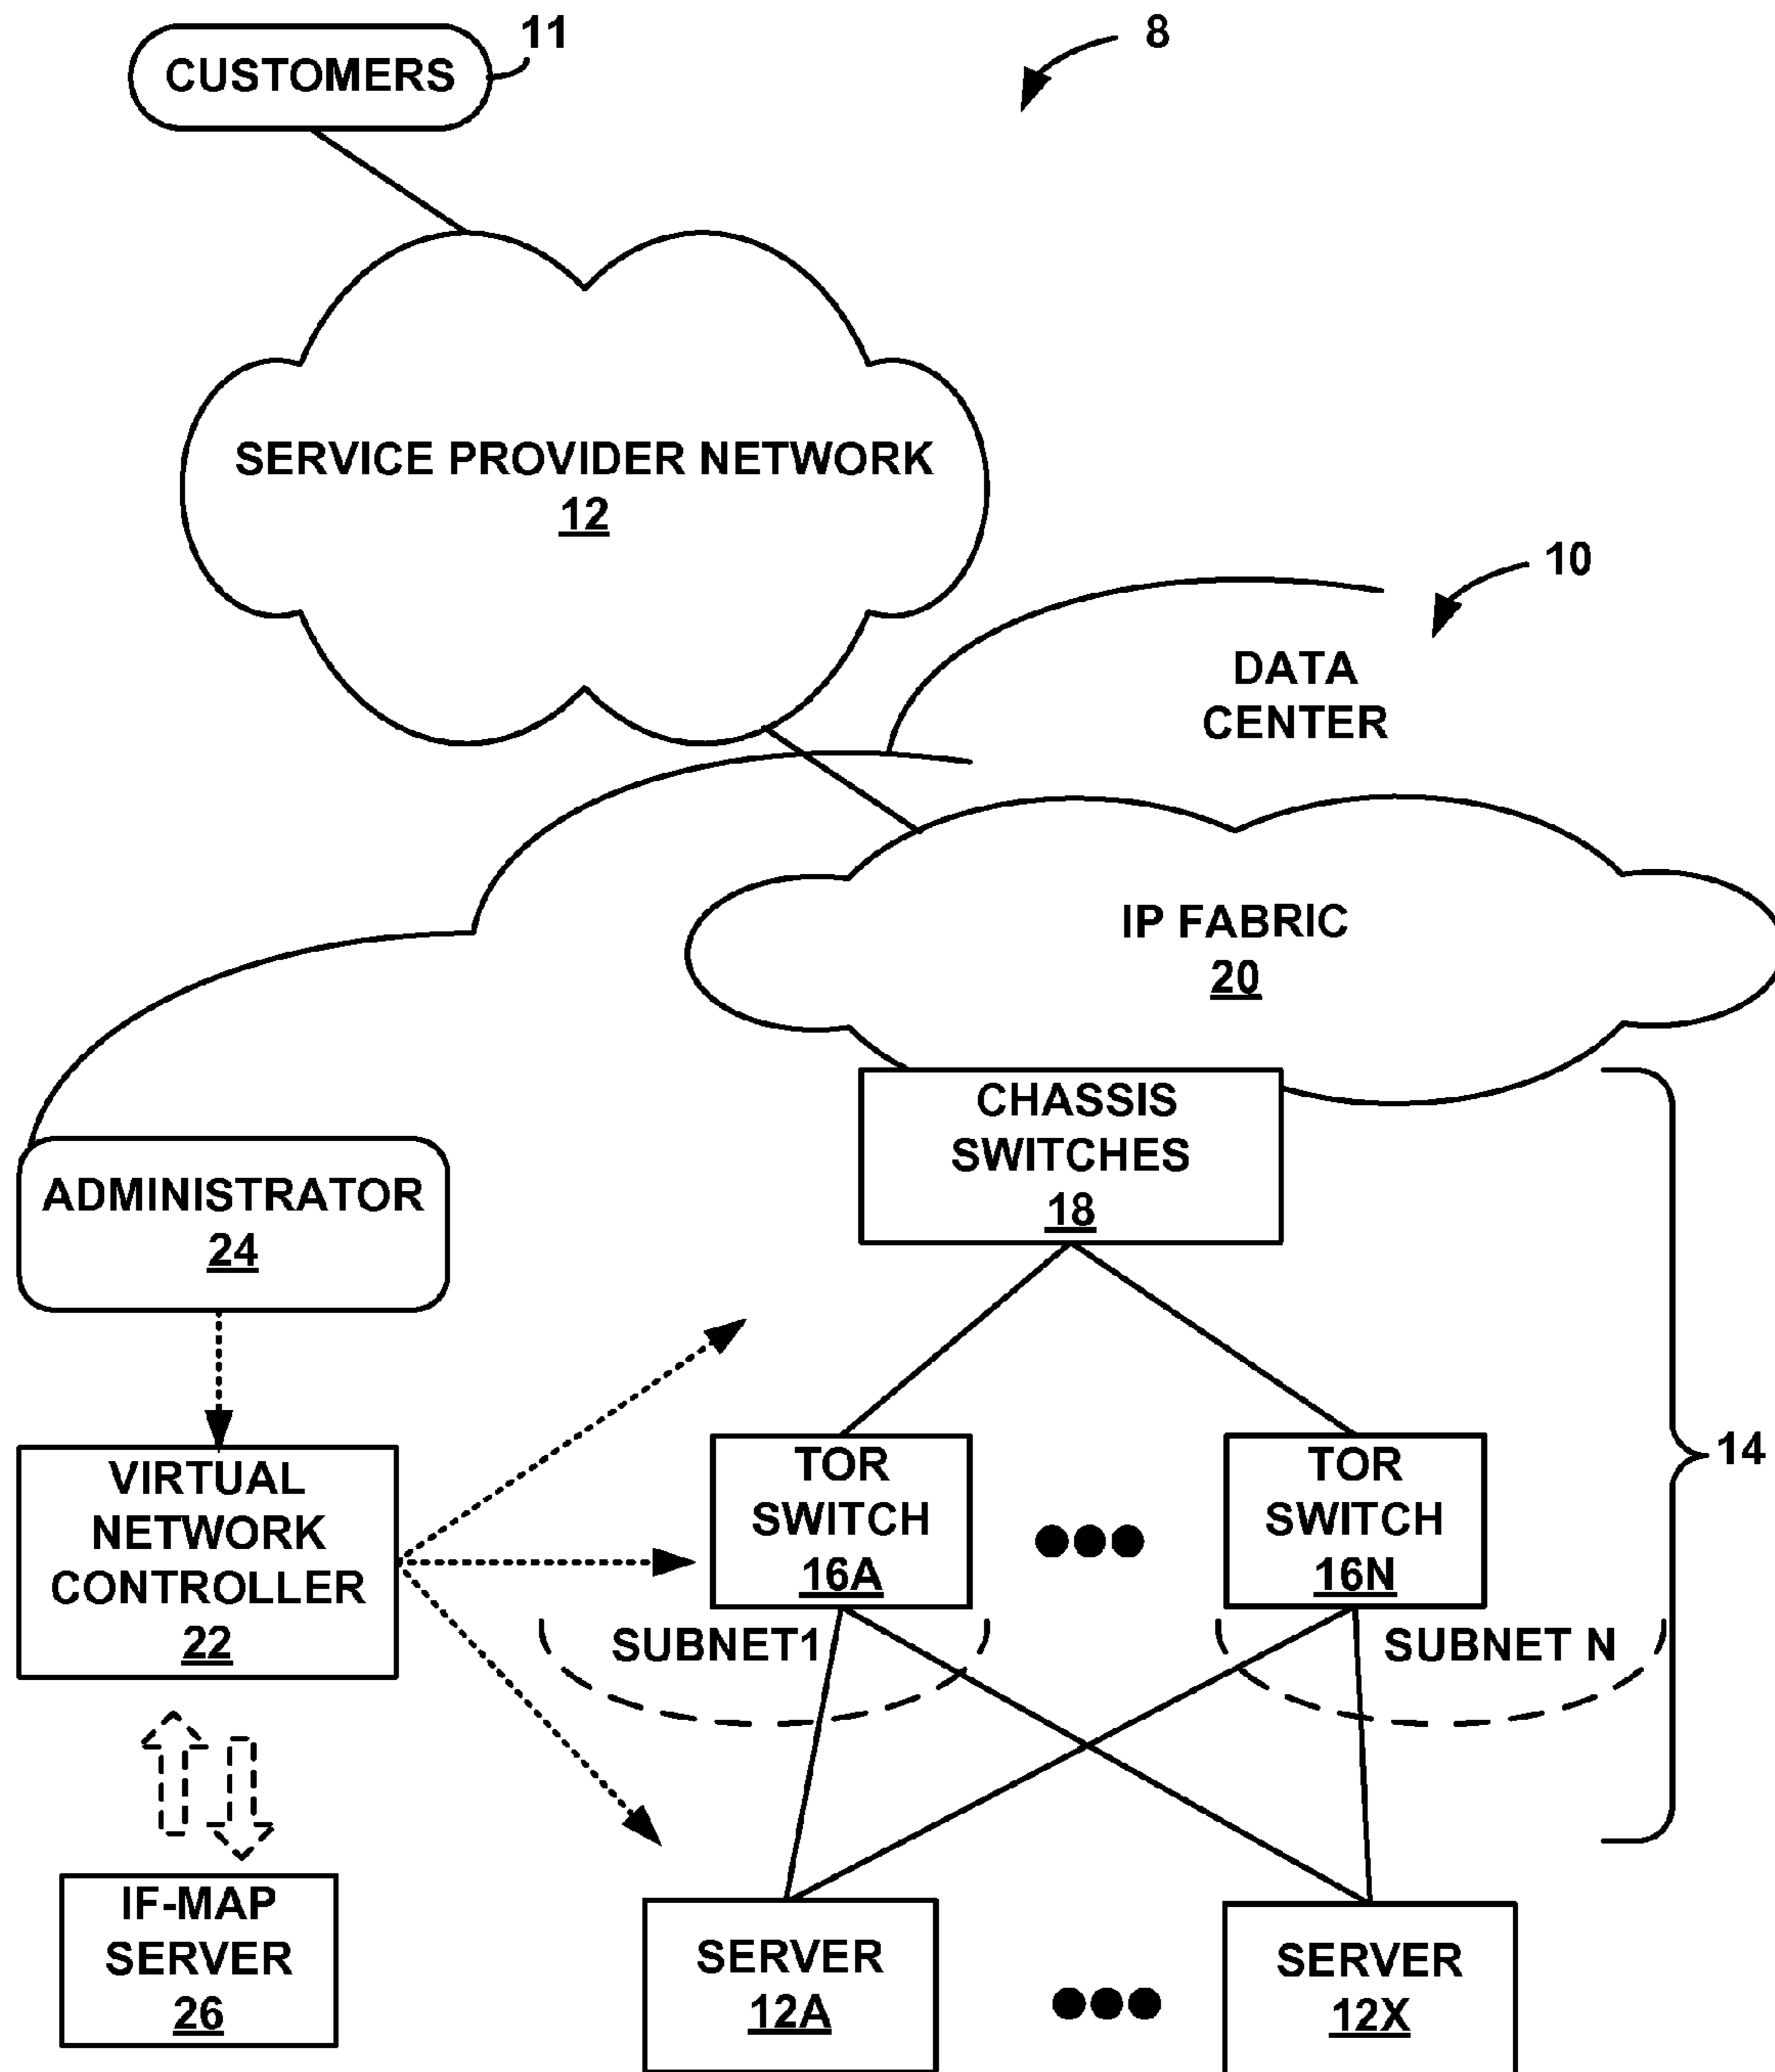 CUSTOMERS
11
8
SERVICE PROVIDER NETWORK
12
10
DATA
CENTER
IP FABRIC
20
CHASSIS
SWITCHES
18
ADMINISTRATOR
24
VIRTUAL
NETWORK
CONTROLLER
22
TOR
SWITCH
16A
TOR
SWITCH
16N
14
SUBNET1
SUBNET N
IF-MAP
SERVER
26
SERVER
12A
SERVER
12X